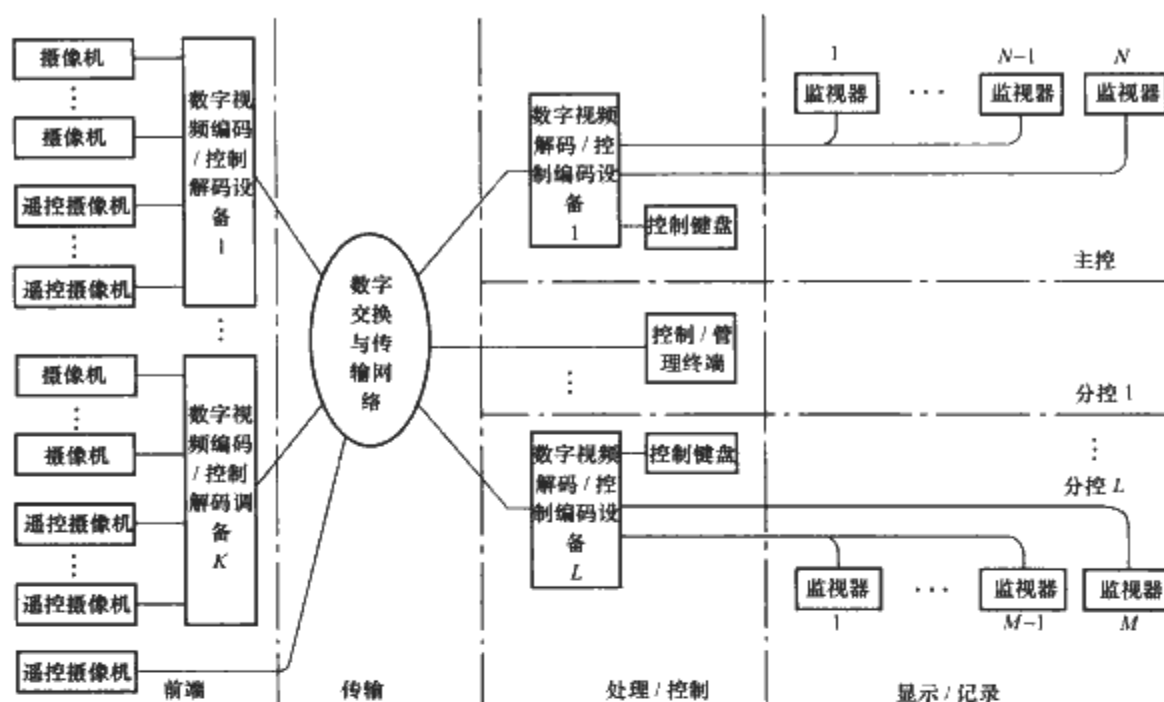 摄像机
摄像机
遥控摄像机
遥控摄像机
数字视
频编码
/控制
解码设
备
1
摄像机
摄像机
遥控摄像机
遥控摄像机
数字视
频编码
/控制
解码调
备
K
遥控摄像机
前端
数字
交换
与传
输网
络
传输
数字视频
解码/控
制编码设
备
1
控制键盘
控制/管
理终端
数字视频
解码/控
制编码设
备
L
控制键盘
处理/控制
1
N-1
N
监视器
···
监视器
监视器
主控
分控 1
分控 L
监视器
···
监视器
监视器
1
M-1
M
显示/记录